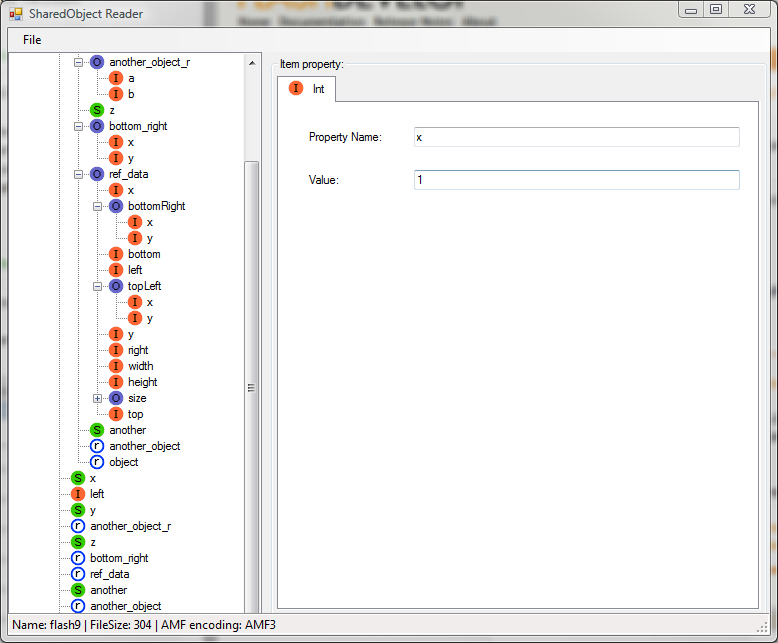 SharedObject Reader
File
O another_object_r
I a
I b
S z
O bottom_right
I x
I y
O ref_data
I x
O bottomRight
I x
I y
I bottom
I left
O topLeft
I x
I y
I y
I right
I width
I height
O size
I top
S another
r another_object
r object
S x
I left
S y
r another_object_r
S z
r bottom_right
r ref_data
S another
r another_object
Item property:
I Int
Property Name: x
Value: 1
Name: flash9 | FileSize: 304 | AMF encoding: AMF3